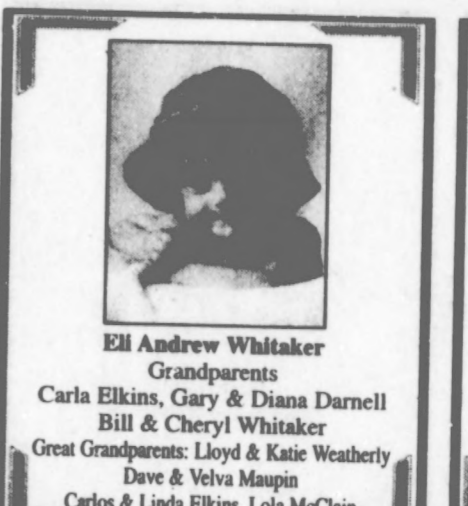 Eli Andrew Whitaker
Grandparents
Carla Elkins, Gary & Diana Darnell
Bill & Cheryl Whitaker
Great Grandparents: Lloyd & Katie Weatherly
Dave & Velva Maupin
Carlos & Linda Elkins, Lola McClain